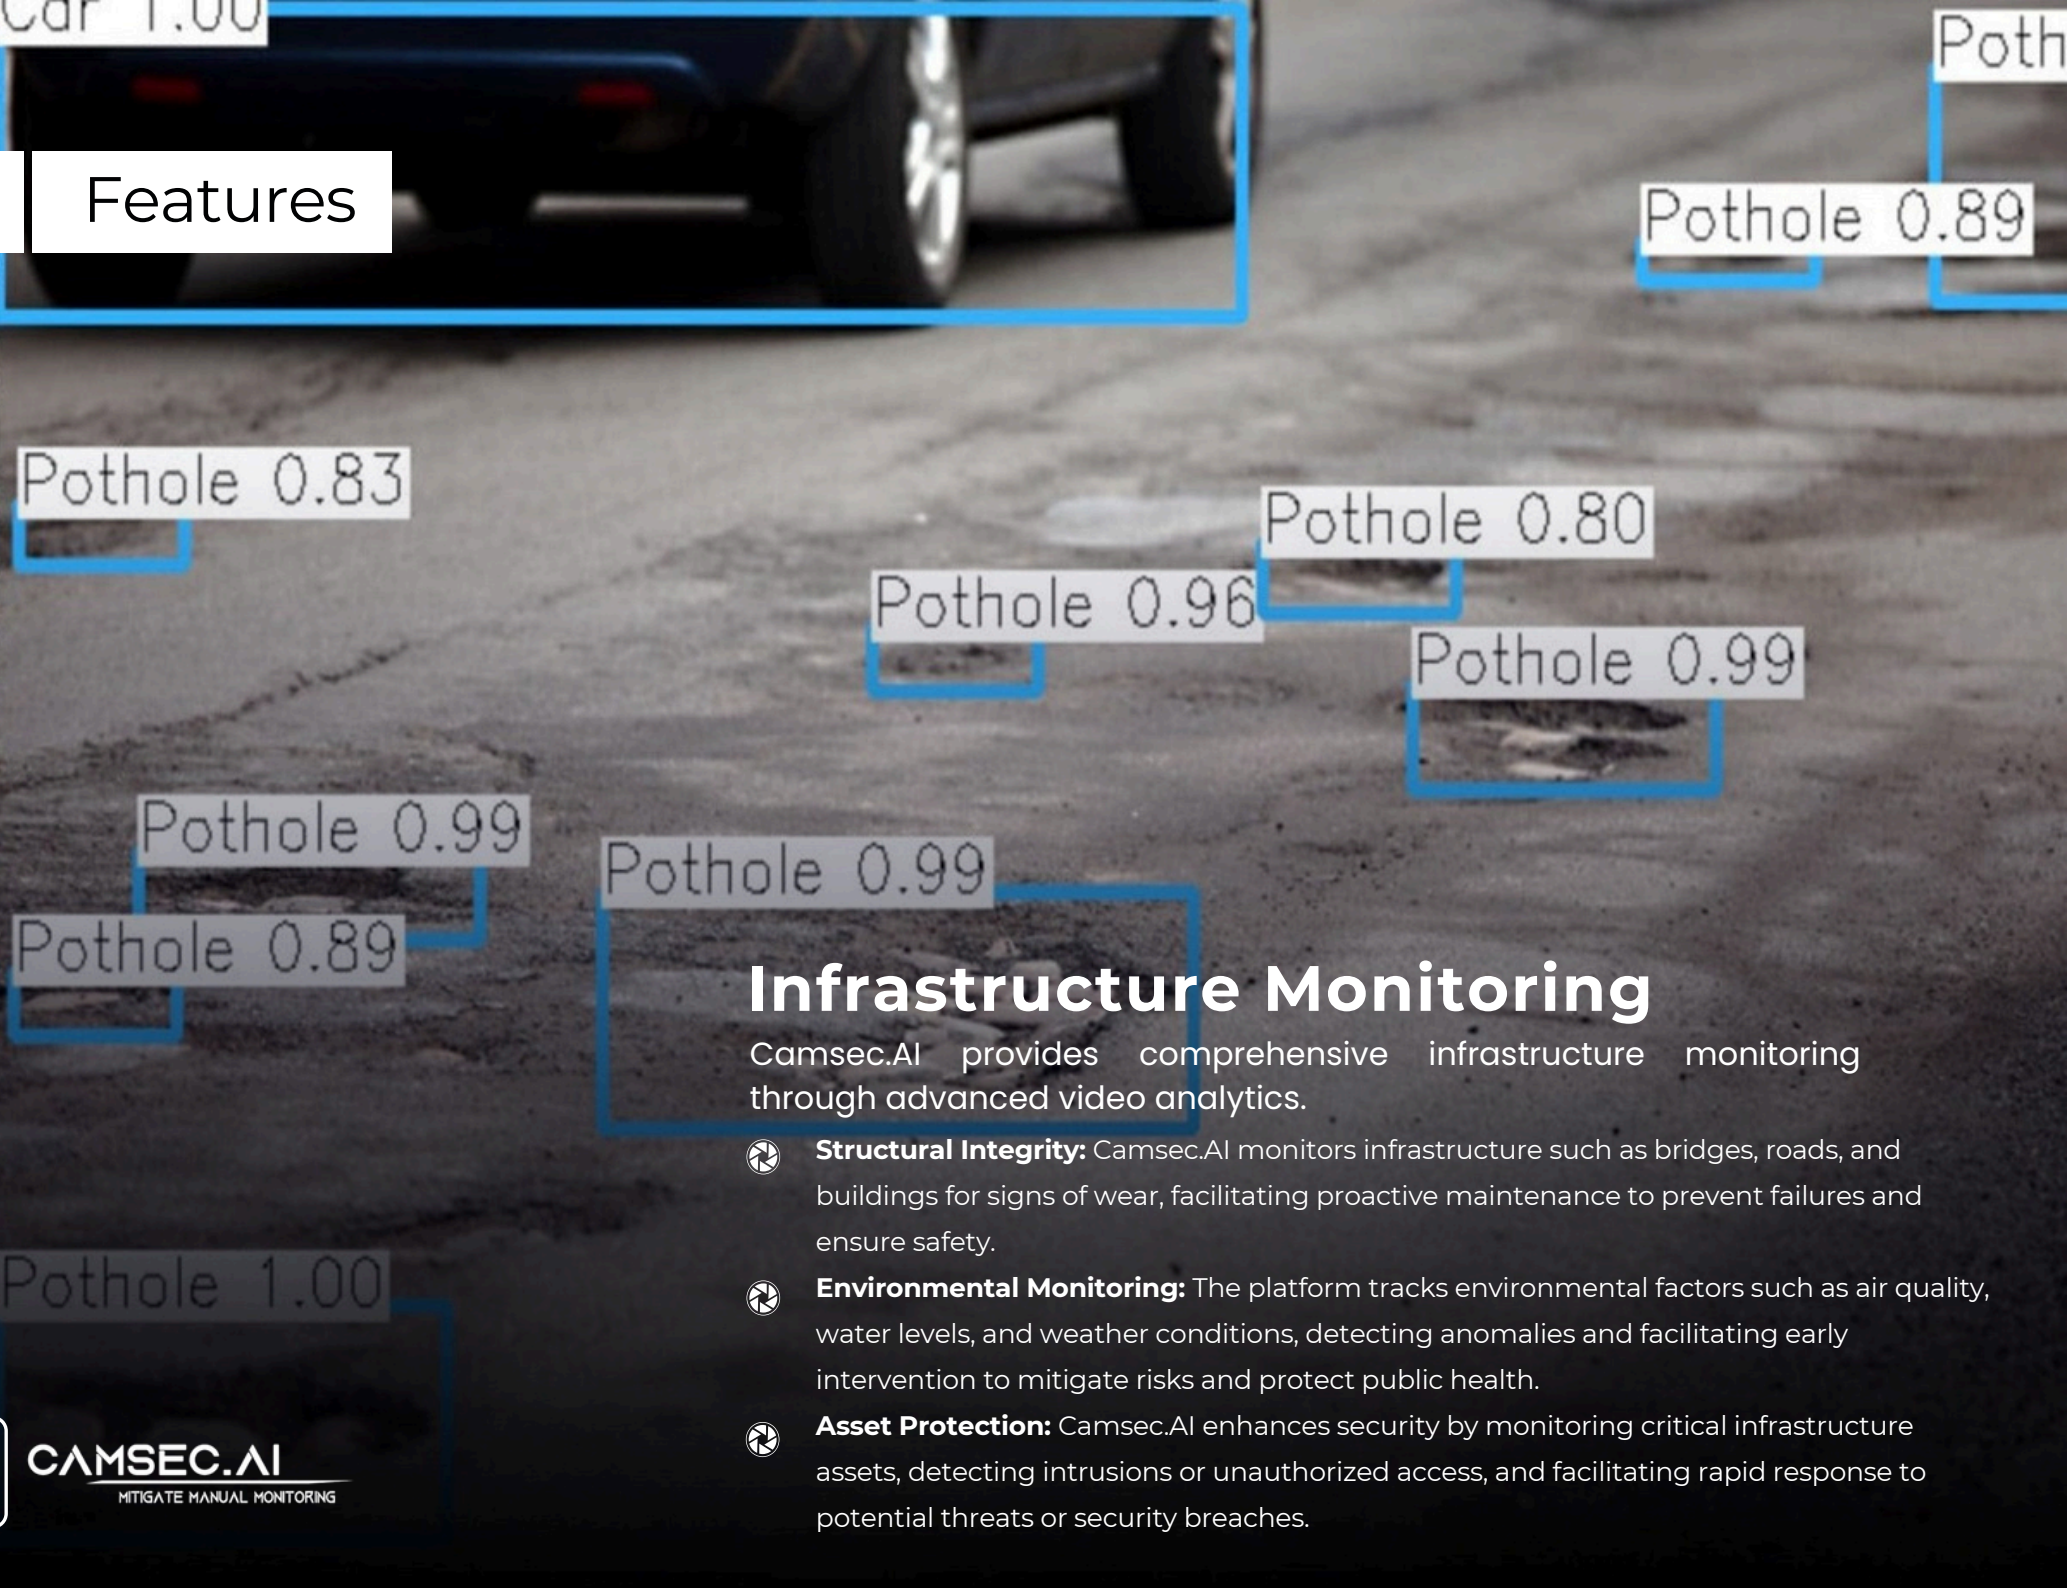 Car 1.00
Poth
Features
Pothole 0.89
Pothole 0.83
Pothole 0.80
Pothole 0.96
Pothole 0.99
Pothole 0.99
Pothole 0.99
Pothole 0.89
Infrastructure Monitoring
Camsec.AI provides comprehensive infrastructure monitoring
through advanced video analytics.
Structural Integrity: Camsec.AI monitors infrastructure such as bridges, roads, and
buildings for signs of wear, facilitating proactive maintenance to prevent failures and
ensure safety.
Pothole 1.00
Environmental Monitoring: The platform tracks environmental factors such as air quality,
water levels, and weather conditions, detecting anomalies and facilitating early
intervention to mitigate risks and protect public health.
Asset Protection: Camsec.AI enhances security by monitoring critical infrastructure
assets, detecting intrusions or unauthorized access, and facilitating rapid response to
potential threats or security breaches.
CAMSEC.AI
MITIGATE MANUAL MONITORING